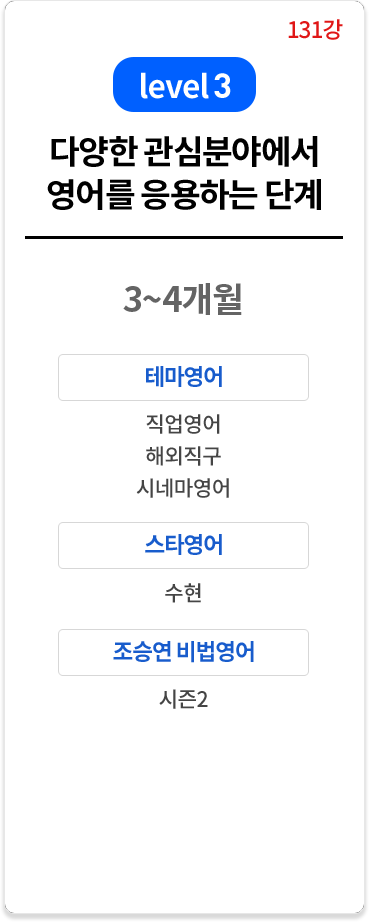 131강
level 3
다양한 관심분야에서
영어를 응용하는 단계
3~4개월
테마영어
직업영어
해외직구
시네마영어
스타영어
수현
조승연 비법영어
시즌2